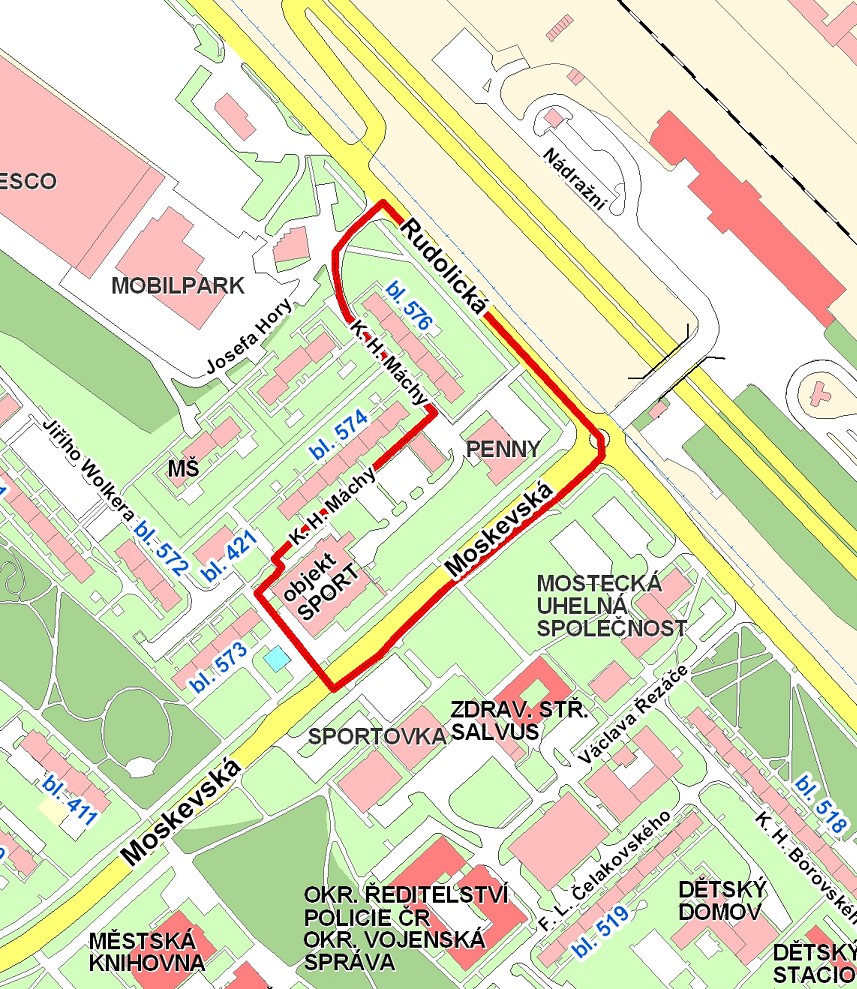 Nádražní
ESCO
Rudolická
MOBILPARK
bl. 576
Josefa Hory
K. H. Máchy
bl. 574
PENNY
Jiřího Wolkera
MŠ
K. H. Máchy
Moskevská
bl. 572
bl. 421
objekt
SPORT
MOSTECKÁ
UHELNÁ
SPOLEČNOST
bl. 573
ZDRAV. STŘ.
SALVUS
Václava Řezáče
SPORTOVKA
Moskevská
bl. 411
bl. 518
K. H. Borovského
F. L. Čelakovského
bl. 519
OKR. ŘEDITELSTVÍ
POLICIE ČR
OKR. VOJENSKÁ
SPRÁVA
DĚTSKÝ
DOMOV
MĚSTSKÁ
KNIHOVNA
DĚTSKÝ
STACIO